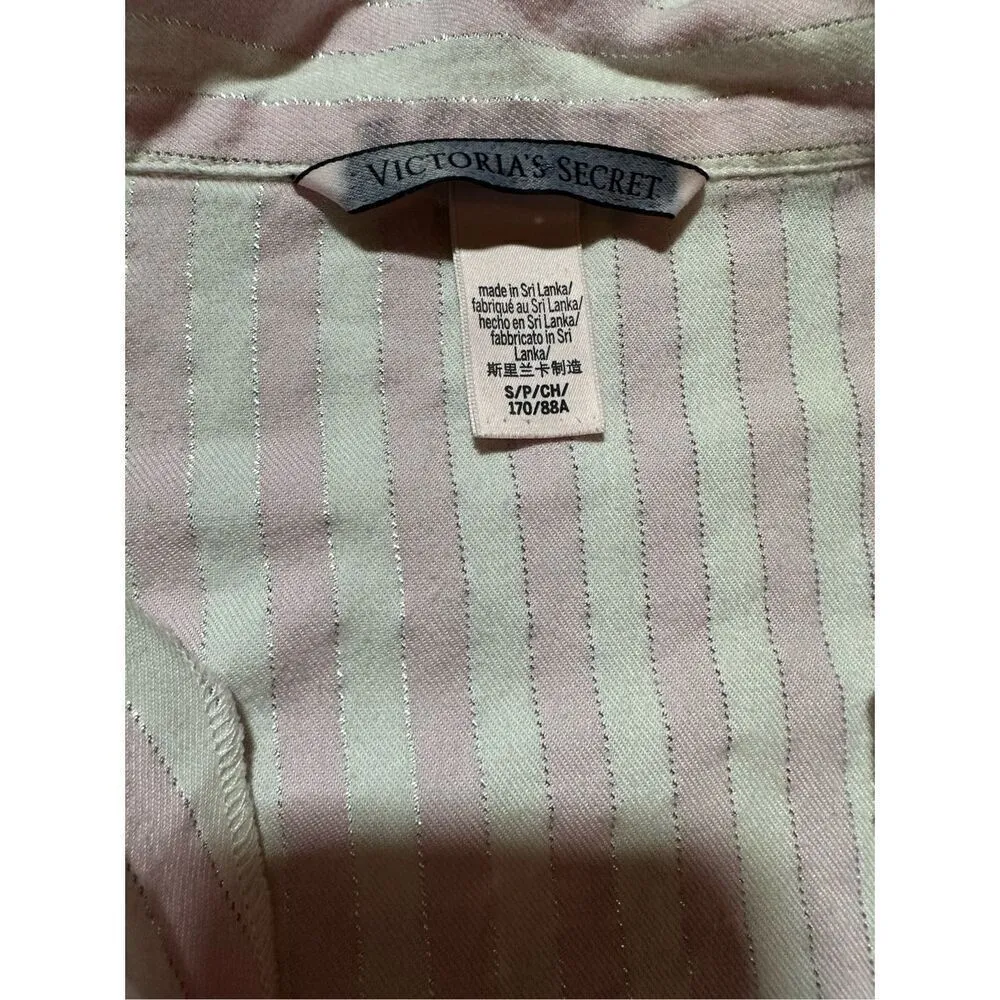 VICTORIA'S SECRET
made in Sri Lanka/
fabriqué au Sri Lanka/
hecho en Sri Lanka/
fabbricato in Sri
Lanka/
斯里兰卡制造
S/P/CH/
170/88A